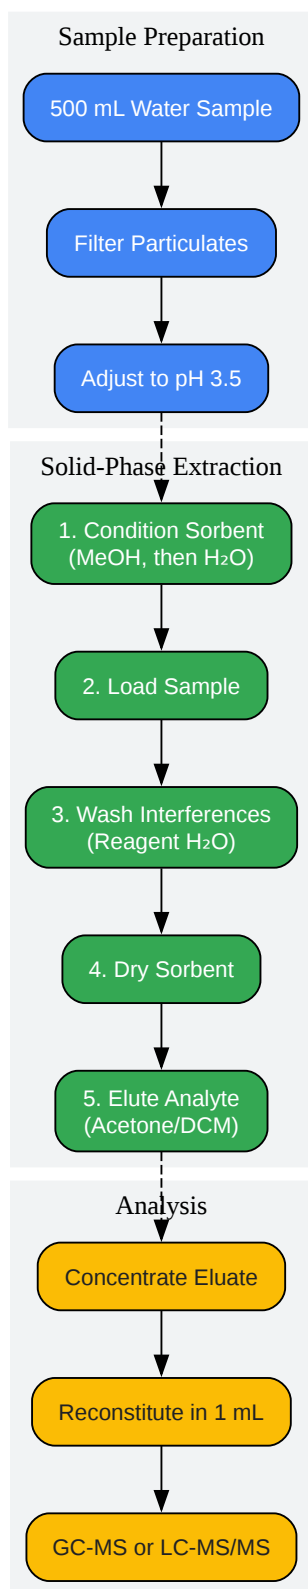 Sample Preparation
500 mL Water Sample
Filter Particulates
Adjust to pH 3.5
Solid-Phase Extraction
1. Condition Sorbent
(MeOH, then H₂O)
2. Load Sample
3. Wash Interferences
(Reagent H₂O)
4. Dry Sorbent
5. Elute Analyte
(Acetone/DCM)
Analysis
Concentrate Eluate
Reconstitute in 1 mL
GC-MS or LC-MS/MS